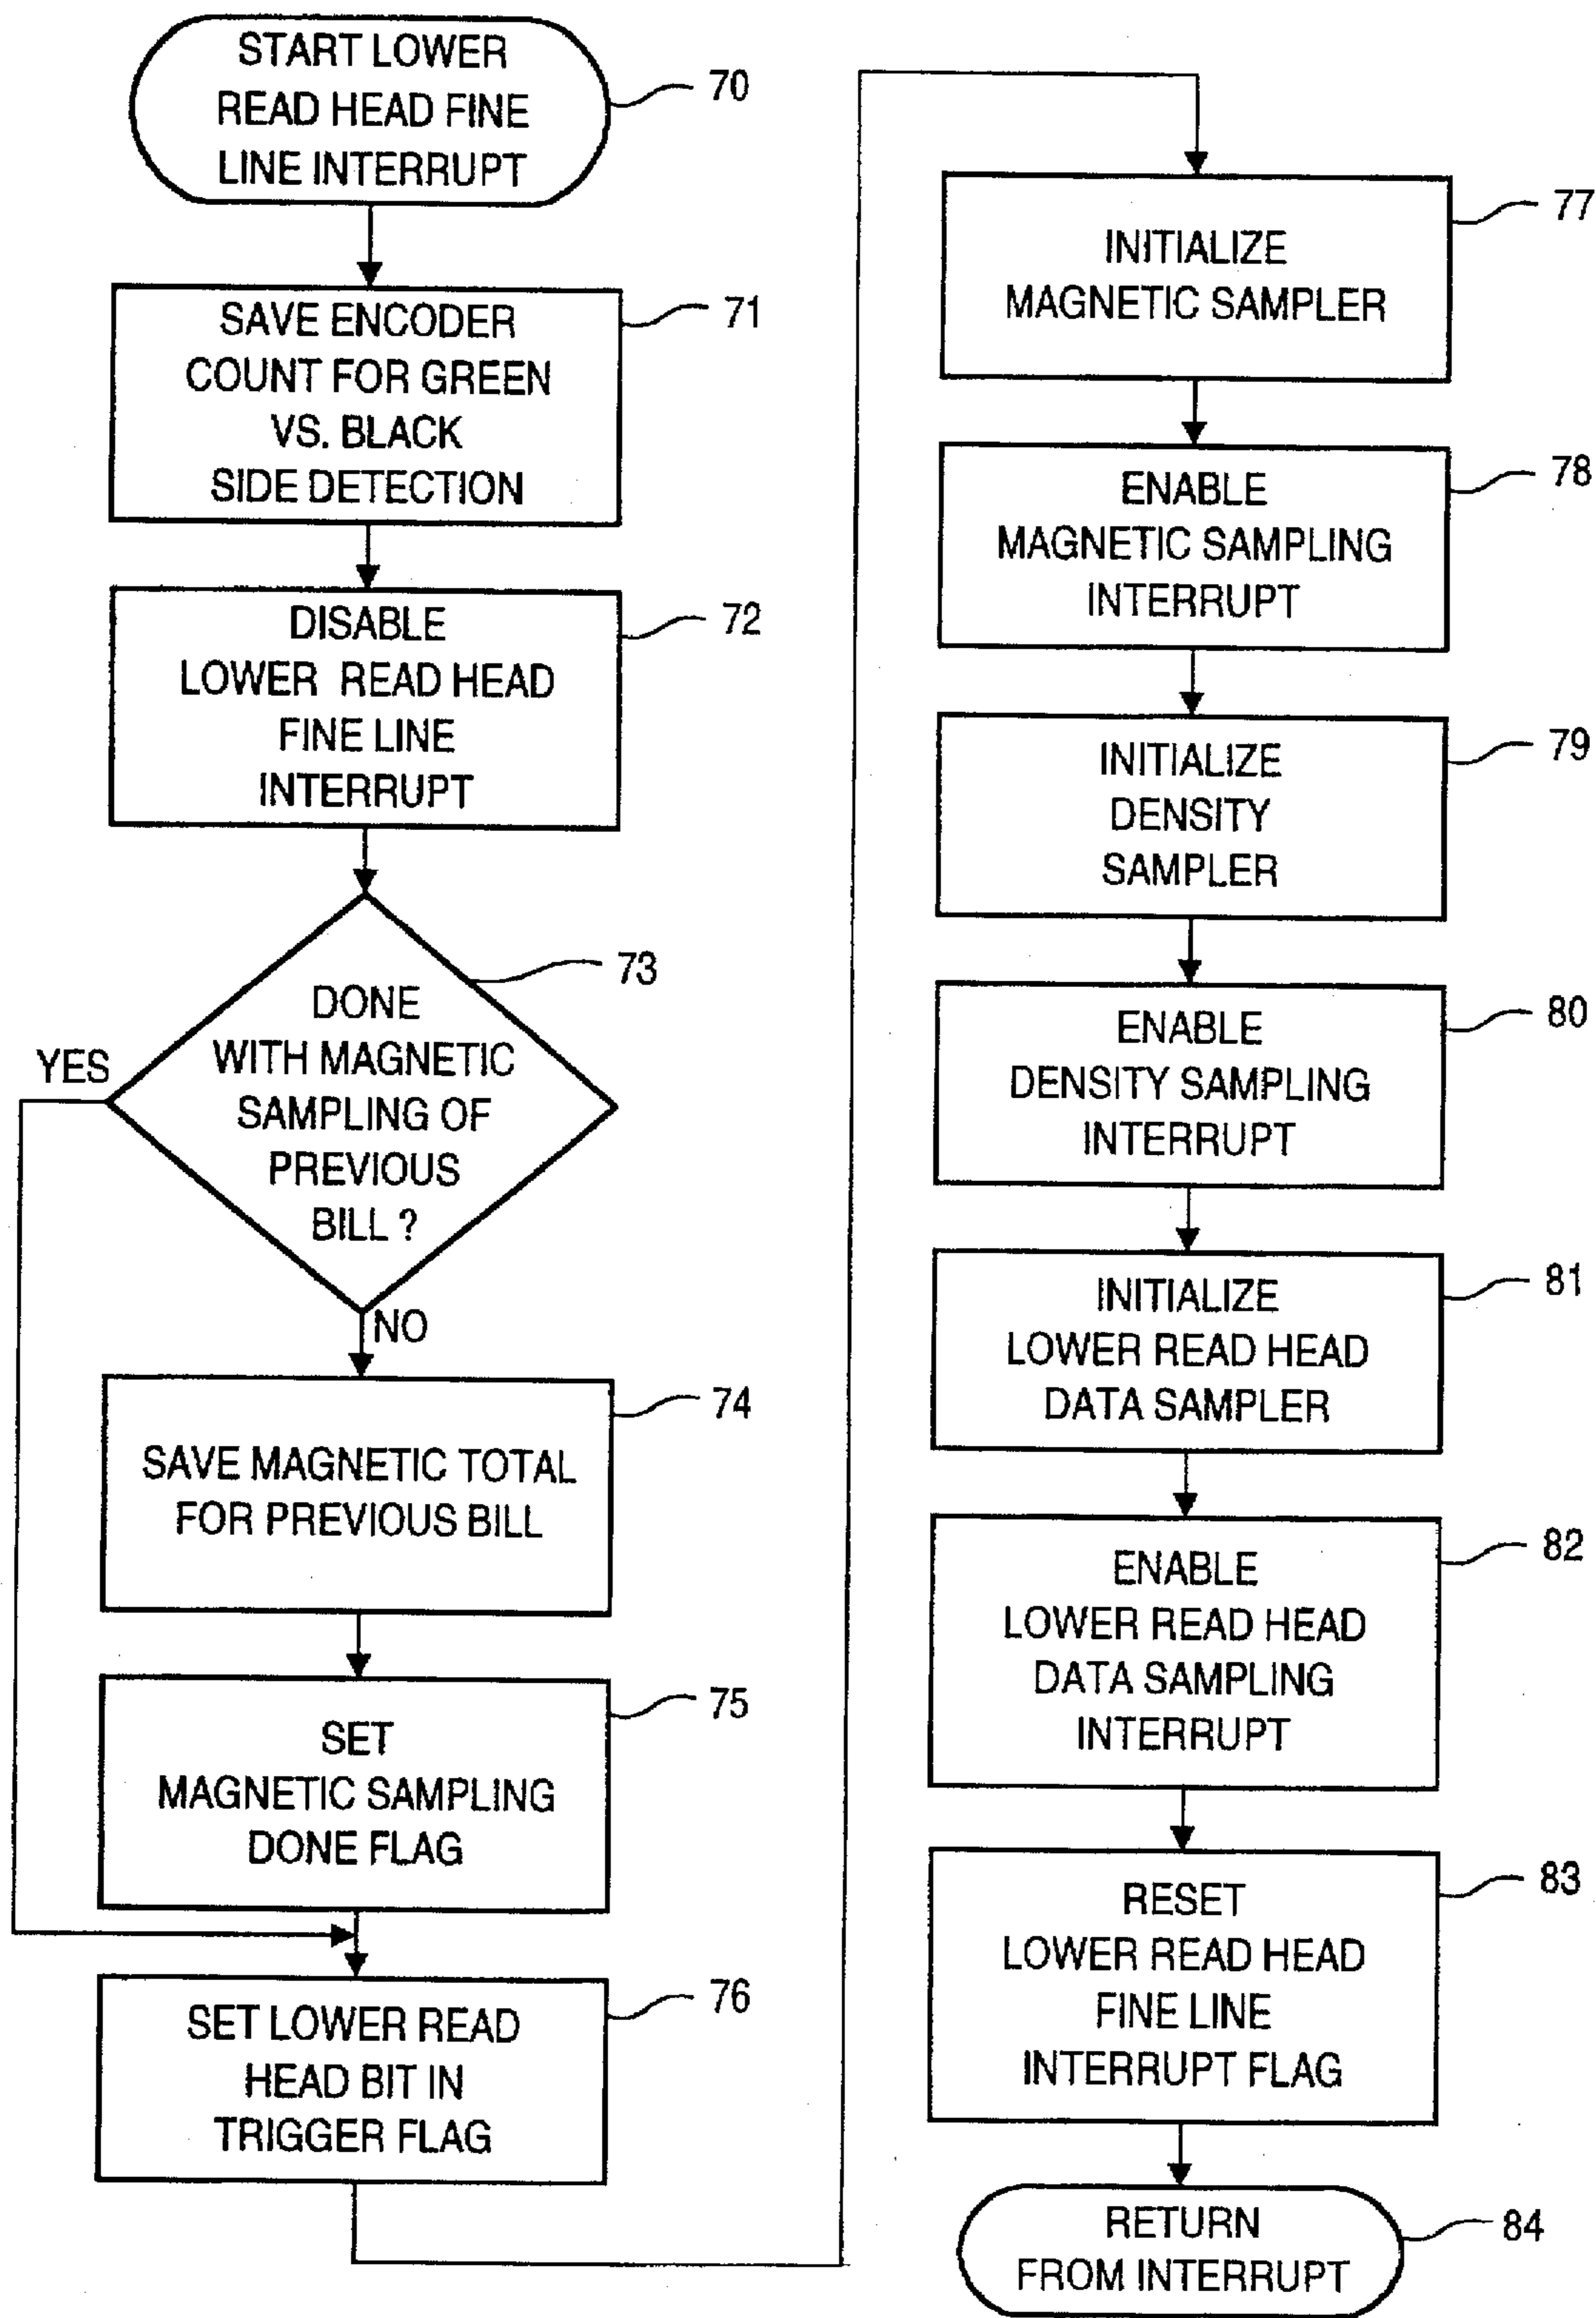 START LOWER
READ HEAD FINE
LINE INTERRUPT
70
SAVE ENCODER
COUNT FOR GREEN
VS. BLACK
SIDE DETECTION
71
DISABLE
LOWER READ HEAD
FINE LINE
INTERRUPT
72
DONE
WITH MAGNETIC
SAMPLING OF
PREVIOUS
BILL ?
73
YES
NO
SAVE MAGNETIC TOTAL
FOR PREVIOUS BILL
74
SET
MAGNETIC SAMPLING
DONE FLAG
75
SET LOWER READ
HEAD BIT IN
TRIGGER FLAG
76
INITIALIZE
MAGNETIC SAMPLER
77
ENABLE
MAGNETIC SAMPLING
INTERRUPT
78
INITIALIZE
DENSITY
SAMPLER
79
ENABLE
DENSITY SAMPLING
INTERRUPT
80
INITIALIZE
LOWER READ HEAD
DATA SAMPLER
81
ENABLE
LOWER READ HEAD
DATA SAMPLING
INTERRUPT
82
RESET
LOWER READ HEAD
FINE LINE
INTERRUPT FLAG
83
RETURN
FROM INTERRUPT
84